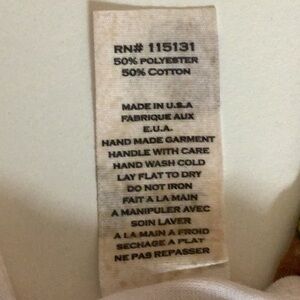 RN# 115131
50% POLYESTER
50% COTTON
MADE IN U.S.A
FABRIQUE AUX
E.U.A.
HAND MADE GARMENT
HANDLE WITH CARE
HAND WASH COLD
LAY FLAT TO DRY
DO NOT IRON
FAIT A LA MAIN
A MANIPULER AVEC
SOIN LAVER
A LA MAIN A FROID
SECHAGE A PLAT
NE PAS REPASSER